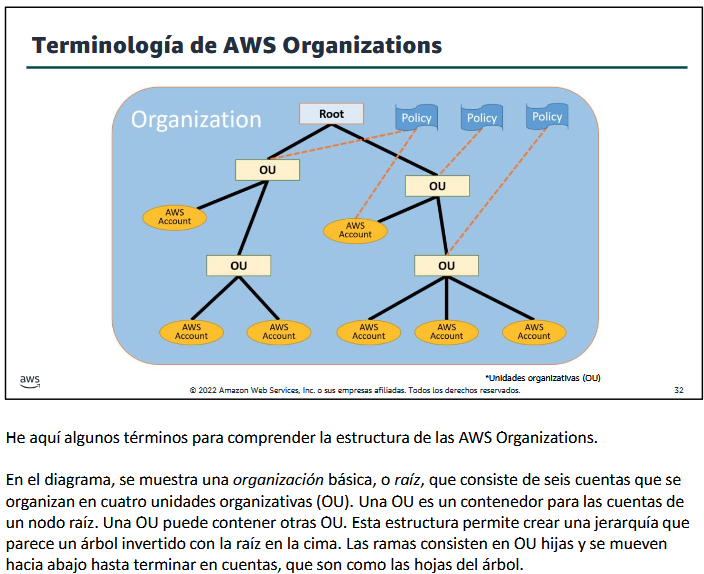 Terminología de AWS Organizations
Organization
Root
Policy
Policy
Policy
OU
OU
AWS
Account
AWS
Account
OU
OU
AWS
Account
AWS
Account
AWS
Account
AWS
Account
AWS
Account
*Unidades organizativas (OU)
aws
© 2022 Amazon Web Services, Inc. o sus empresas afiliadas. Todos los derechos reservados.
32
He aquí algunos términos para comprender la estructura de las AWS Organizations.
En el diagrama, se muestra una organización básica, o raíz, que consiste de seis cuentas que se
organizan en cuatro unidades organizativas (OU). Una OU es un contenedor para las cuentas de
un nodo raíz. Una OU puede contener otras OU. Esta estructura permite crear una jerarquía que
parece un árbol invertido con la raíz en la cima. Las ramas consisten en OU hijas y se mueven
hacia abajo hasta terminar en cuentas, que son como las hojas del árbol.